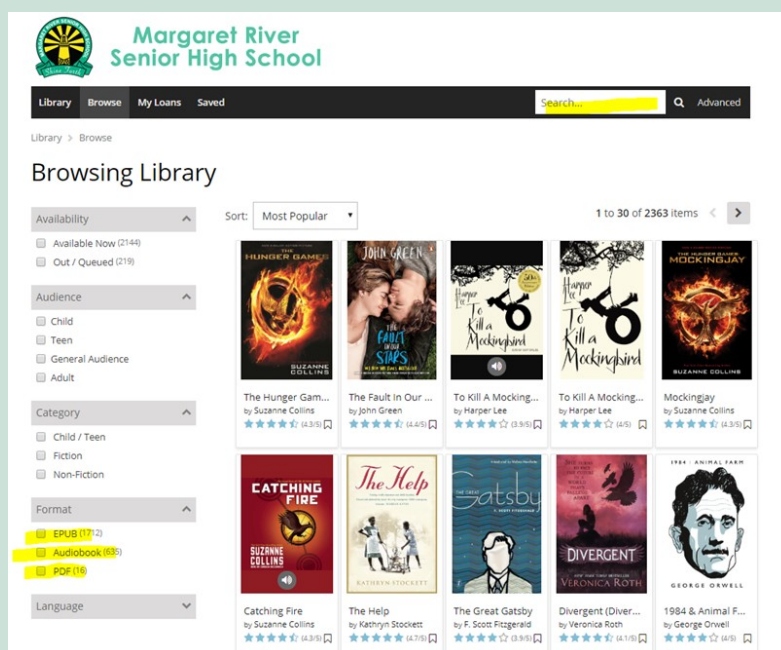 Margaret River
Senior High School
Library Browse My Loans Saved
Search... Advanced
Library > Browse
Browsing Library
Availability
Available Now (2144)
Out / Queued (219)
Audience
Child
Teen
General Audience
Adult
Category
Child / Teen
Fiction
Non-Fiction
Format
EPUB (1712)
Audiobook (635)
PDF (16)
Language
Sort: Most Popular
1 to 30 of 2363 items
THE
HUNGER GAMES
SUZANNE
COLLINS
JOHN GREEN
THE
FAULT
IN OUR
STARS
Harper
Lee
To
Kill a
Mockingbird
Harper
Lee
To
Kill a
Mockingbird
THE HUNGER GAMES
MOCKINGJAY
SUZANNE COLLINS
The Hunger Gam...
by Suzanne Collins
(4.3/5)
The Fault In Our ...
by John Green
(4.4/5)
To Kill A Mocking...
by Harper Lee
(3.9/5)
To Kill A Mocking...
by Harper Lee
(4/5)
Mockingjay
by Suzanne Collins
(4.3/5)
CATCHING
FIRE
SUZANNE
COLLINS
The Help
KATHRYN STOCKETT
THE GREAT
Gatsby
F. SCOTT FITZGERALD
DIVERGENT
VERONICA ROTH
1984 · ANIMAL FARM
GEORGE ORWELL
Catching Fire
by Suzanne Collins
(4.3/5)
The Help
by Kathryn Stockett
(4.7/5)
The Great Gatsby
by F. Scott Fitzgerald
(3.9/5)
Divergent (Diver...
by Veronica Roth
(4.1/5)
1984 & Animal F...
by George Orwell
(4/5)